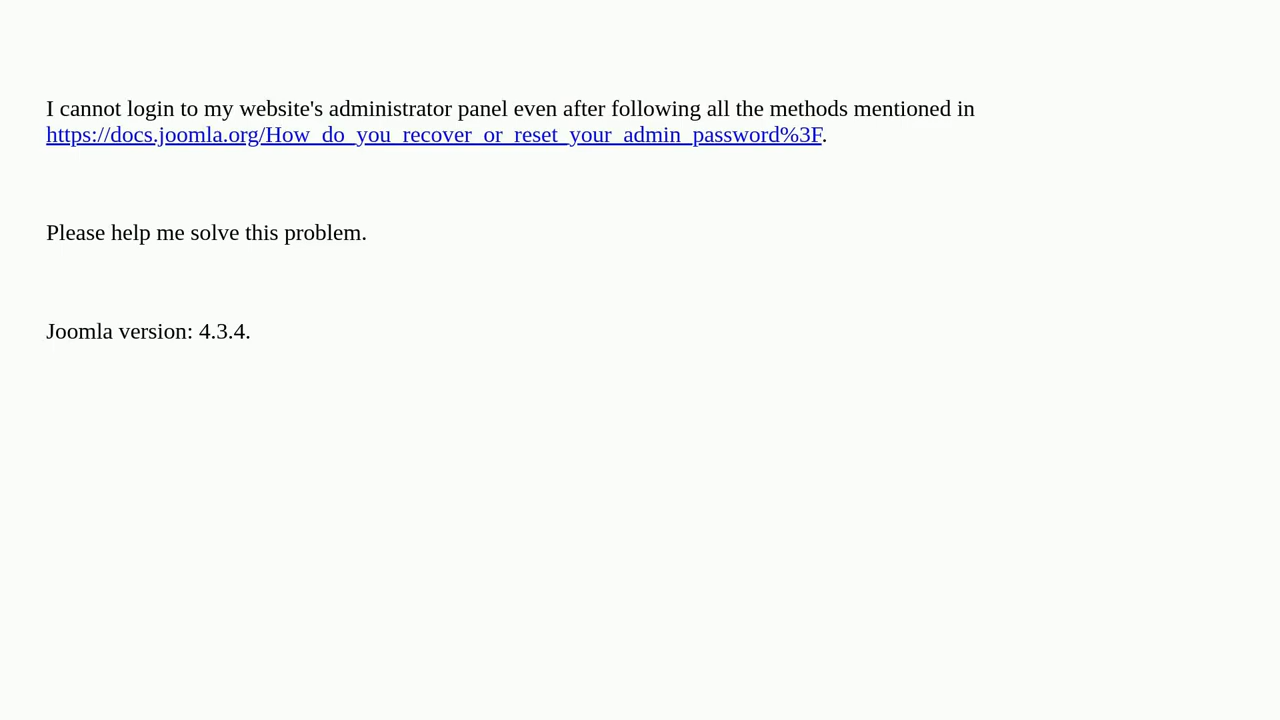 I cannot login to my website's administrator panel even after following all the methods mentioned in
https://docs.joomla.org/How_do_you_recover_or_reset_your_admin_password%3F.
Please help me solve this problem.
Joomla version: 4.3.4.